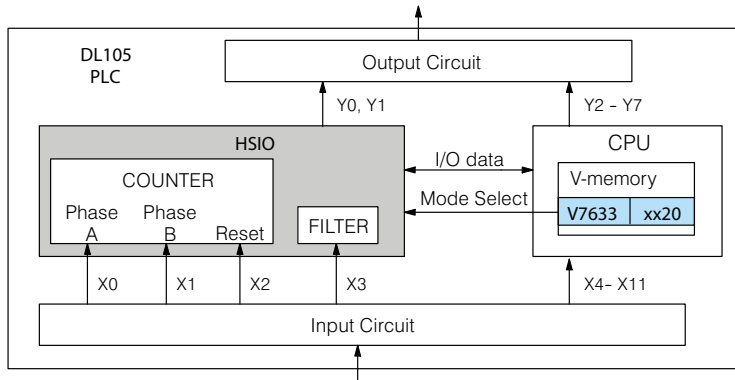 DL105
PLC
Output Circuit
Y0, Y1
Y2 - Y7
HSIO
CPU
COUNTER
Phase
A
Phase
B
Reset
FILTER
I/O data
Mode Select
V-memory
V7633 xx20
X0
X1
X2
X3
X4- X11
Input Circuit